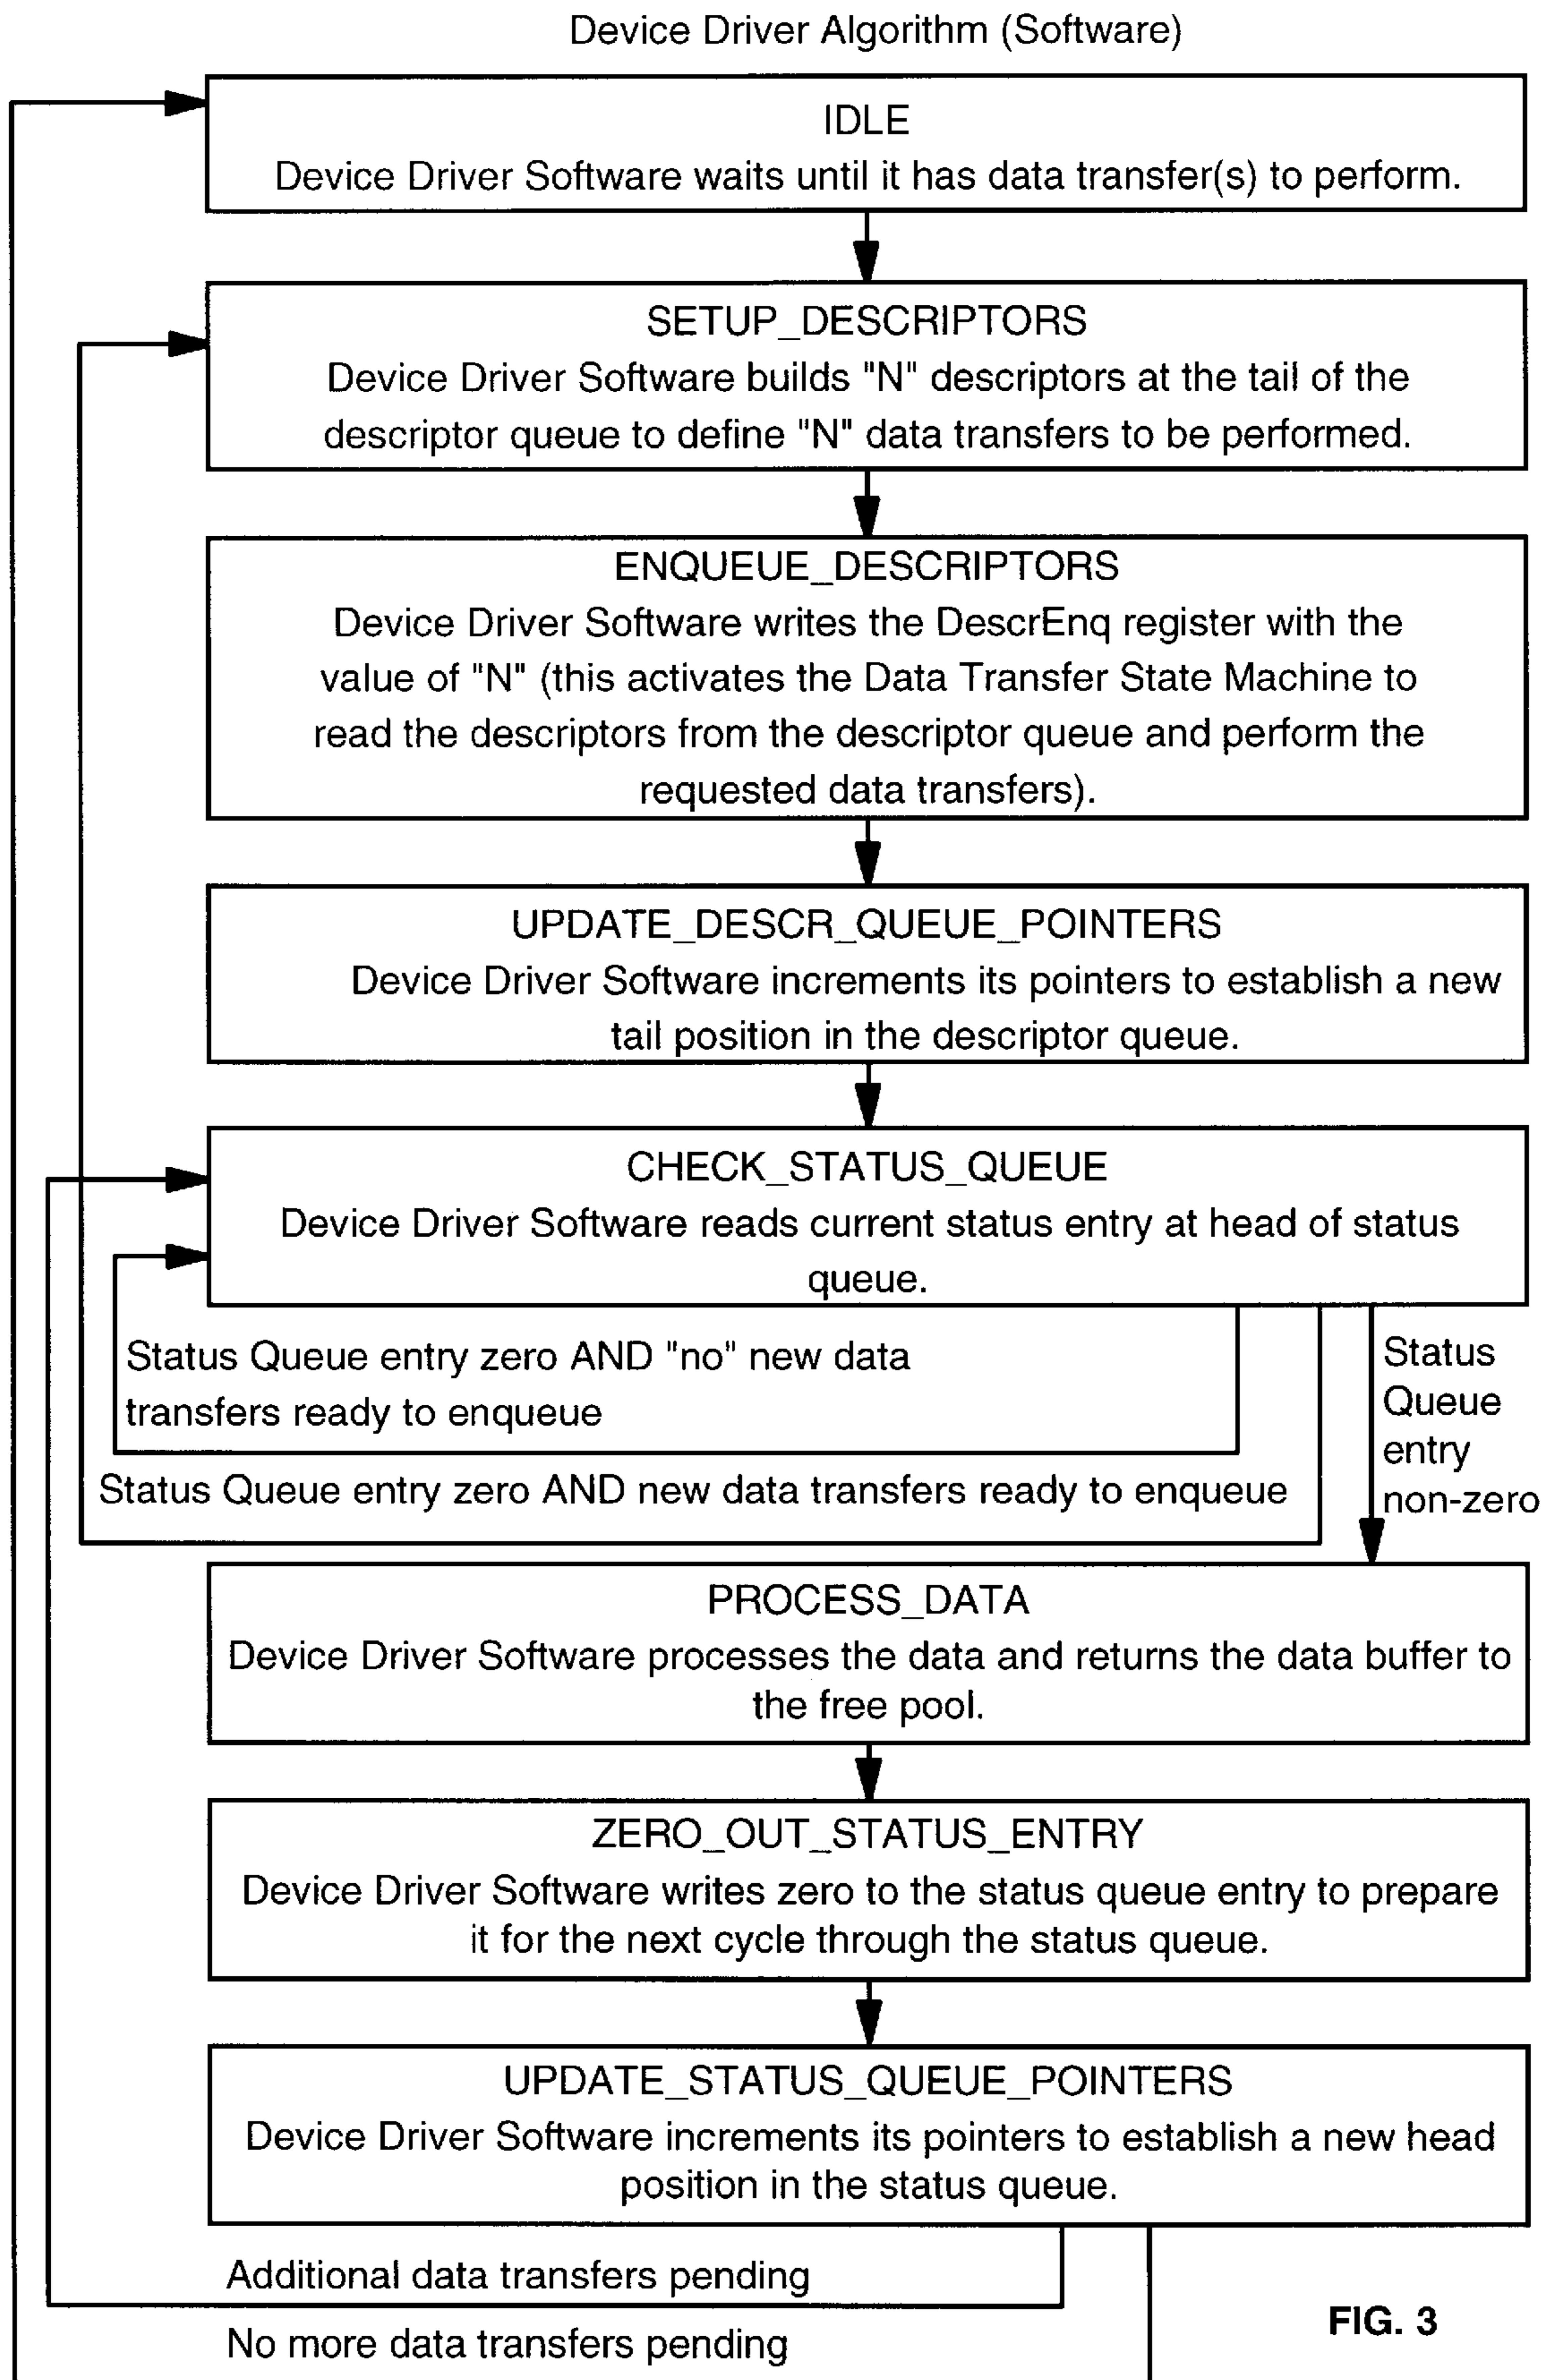 Device Driver Algorithm (Software)
IDLE
Device Driver Software waits until it has data transfer(s) to perform.
SETUP_DESCRIPTORS
Device Driver Software builds "N" descriptors at the tail of the
descriptor queue to define "N" data transfers to be performed.
ENQUEUE_DESCRIPTORS
Device Driver Software writes the DescrEnq register with the
value of "N" (this activates the Data Transfer State Machine to
read the descriptors from the descriptor queue and perform the
requested data transfers).
UPDATE_DESCR_QUEUE_POINTERS
Device Driver Software increments its pointers to establish a new
tail position in the descriptor queue.
CHECK_STATUS_QUEUE
Device Driver Software reads current status entry at head of status
queue.
Status Queue entry zero AND "no" new data
transfers ready to enqueue
Status Queue entry zero AND new data transfers ready to enqueue
Status
Queue
entry
non-zero
PROCESS_DATA
Device Driver Software processes the data and returns the data buffer to
the free pool.
ZERO_OUT_STATUS_ENTRY
Device Driver Software writes zero to the status queue entry to prepare
it for the next cycle through the status queue.
UPDATE_STATUS_QUEUE_POINTERS
Device Driver Software increments its pointers to establish a new head
position in the status queue.
Additional data transfers pending
No more data transfers pending
FIG. 3